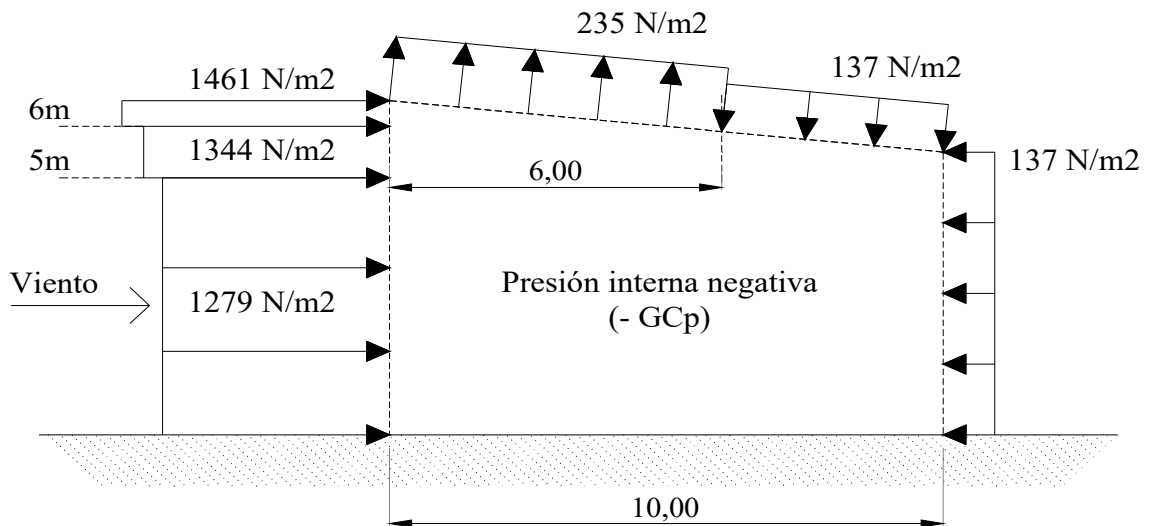 235 N/m2
137 N/m2
1461 N/m2
6m
1344 N/m2
5m
137 N/m2
6,00
Viento
1279 N/m2
Presión interna negativa
(- GCp)
10,00